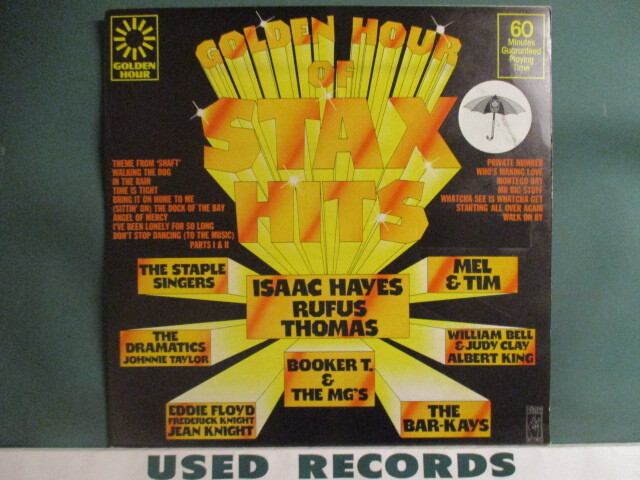 GOLDEN HOUR
OF
STAX
HITS
GOLDEN
HOUR
60
Minutes
Guaranteed
Playing
Time
THEME FROM 'SHAFT'
WALKING THE DOG
IN THE RAIN
TIME IS TIGHT
BRING IT ON HOME TO ME
(SITTIN' ON) THE DOCK OF THE BAY
ANGEL OF MERCY
I'VE BEEN LONELY FOR SO LONG
DON'T STOP DANCING (TO THE MUSIC)
PARTS I & II
PRIVATE NUMBER
WHO'S MAKING LOVE
MONTEGO BAY
MR BIG STUFF
WHATCHA SEE IS WHATCHA GET
STARTING ALL OVER AGAIN
WALK ON BY
THE STAPLE
SINGERS
ISAAC HAYES
RUFUS
THOMAS
MEL
& TIM
THE
DRAMATICS
JOHNNIE TAYLOR
WILLIAM BELL
& JUDY CLAY
ALBERT KING
BOOKER T.
&
THE MG'S
EDDIE FLOYD
FREDERICK KNIGHT
JEAN KNIGHT
THE
BAR-KAYS
USED RECORDS